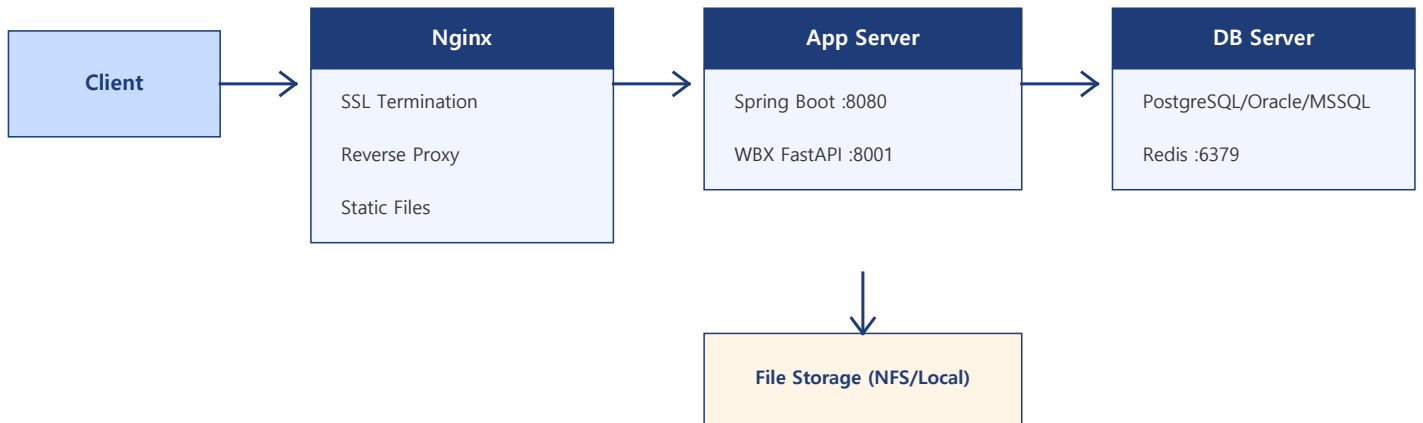 Client
Nginx
SSL Termination
Reverse Proxy
Static Files
App Server
Spring Boot :8080
WBX FastAPI :8001
DB Server
PostgreSQL/Oracle/MSSQL
Redis :6379
File Storage (NFS/Local)